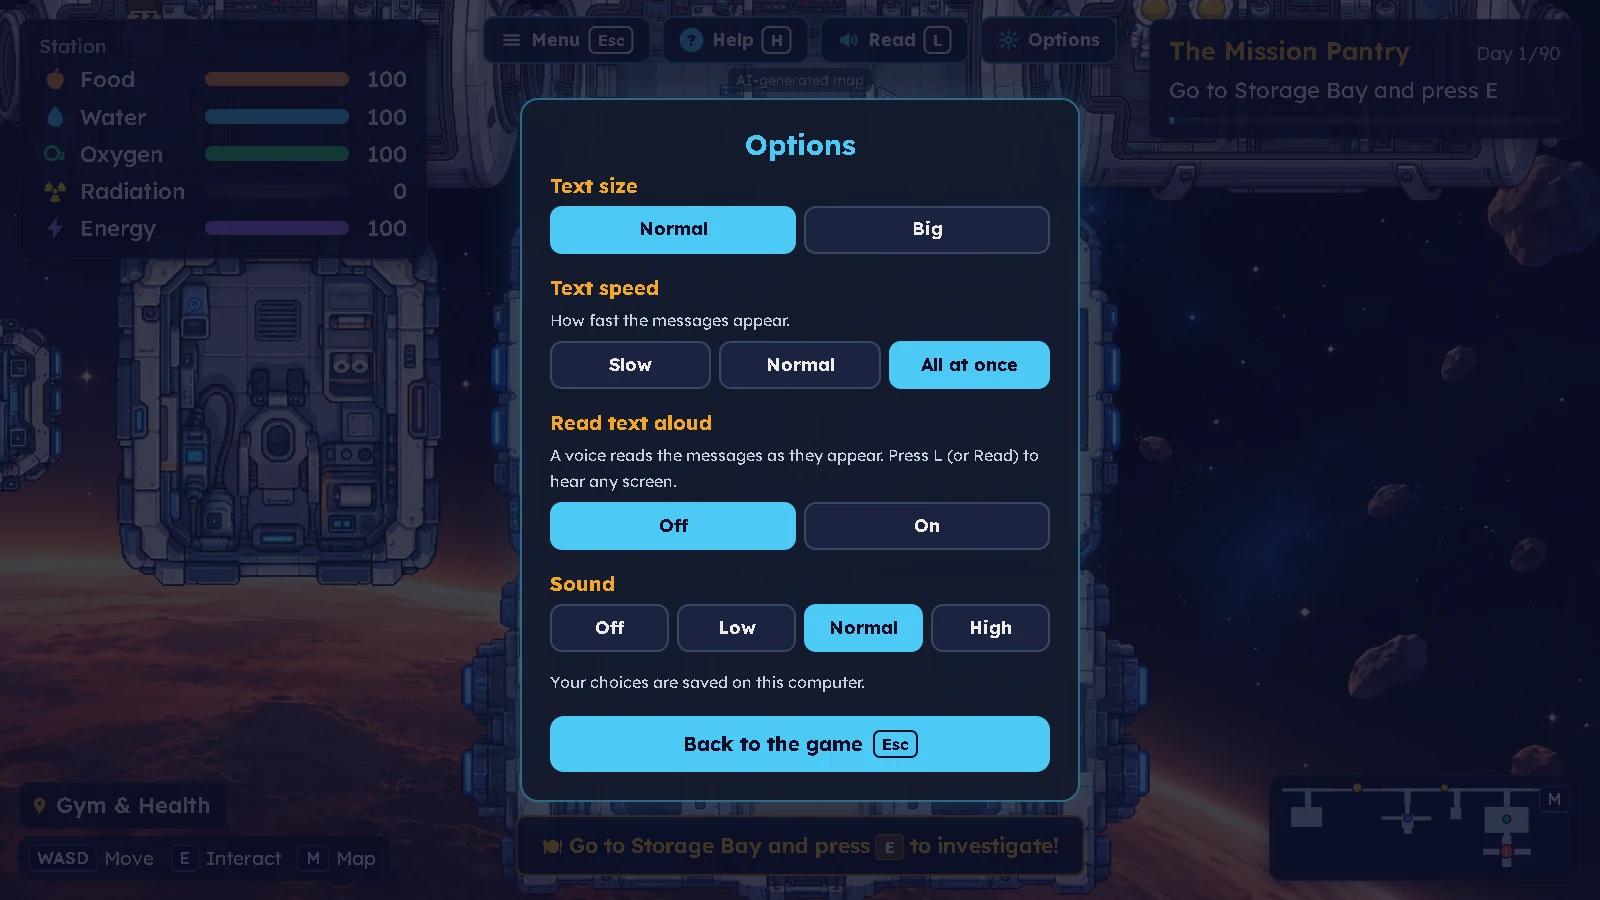 Station
Food 100
Water 100
O₂ Oxygen 100
Radiation 0
Energy 100
Menu Esc
? Help H
Read L
Options
AI-generated map
The Mission Pantry Day 1/90
Go to Storage Bay and press E
Options
Text size
Normal Big
Text speed
How fast the messages appear.
Slow Normal All at once
Read text aloud
A voice reads the messages as they appear. Press L (or Read) to
hear any screen.
Off On
Sound
Off Low Normal High
Your choices are saved on this computer.
Back to the game Esc
Gym & Health
WASD Move E Interact M Map
Go to Storage Bay and press E to investigate!
M